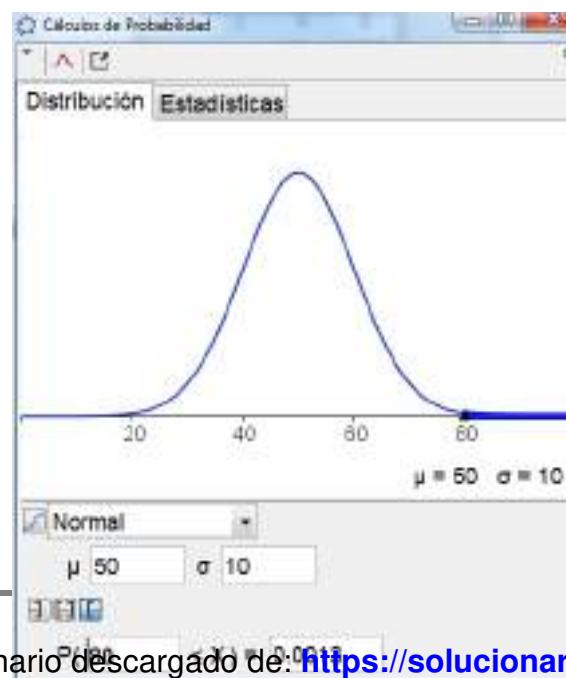 Cálculos de Probabilidad
Distribución Estadísticas
20 40 60 80
μ = 50 σ = 10
Normal
μ 50 σ 10
nario descargado de: https://solucionar